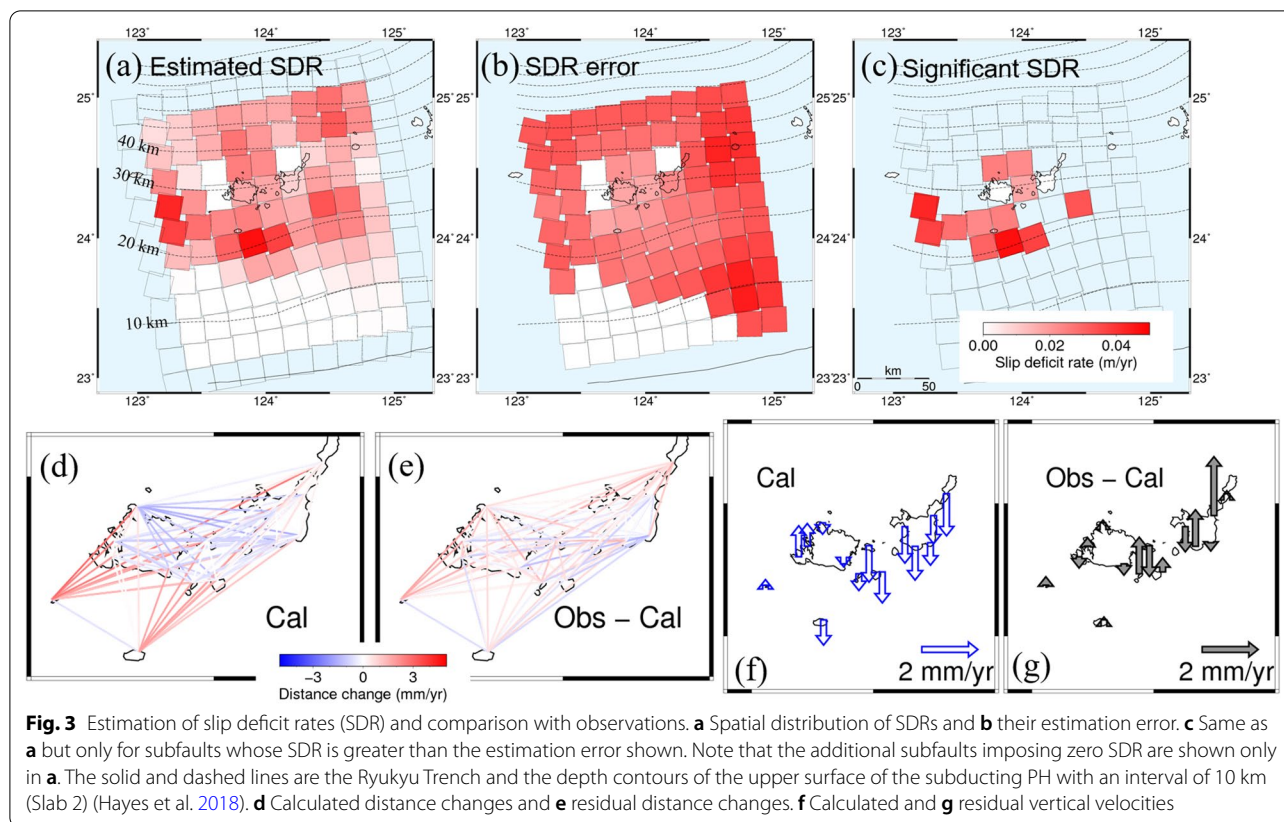 123˚ 124˚ 125˚
123˚ 124˚ 125˚
123˚ 124˚ 125˚
(a) Estimated SDR
(b) SDR error
(c) Significant SDR
25˚
25˚25˚
25˚25˚
40 km
30 km
24˚
24˚24˚
24˚24˚
20 km
10 km
23˚
23˚23˚
23˚23˚
0.00 0.02 0.04
Slip deficit rate (m/yr)
km
0 50
123˚ 124˚ 125˚
123˚ 124˚ 125˚
123˚ 124˚ 125˚
(d)
Cal
(e)
Obs − Cal
−3 0 3
Distance change (mm/yr)
Cal
2 mm/yr
(f)
Obs − Cal
2 mm/yr
(g)
Fig. 3 Estimation of slip deficit rates (SDR) and comparison with observations. a Spatial distribution of SDRs and b their estimation error. c Same as
a but only for subfaults whose SDR is greater than the estimation error shown. Note that the additional subfaults imposing zero SDR are shown only
in a. The solid and dashed lines are the Ryukyu Trench and the depth contours of the upper surface of the subducting PH with an interval of 10 km
(Slab 2) (Hayes et al. 2018). d Calculated distance changes and e residual distance changes. f Calculated and g residual vertical velocities